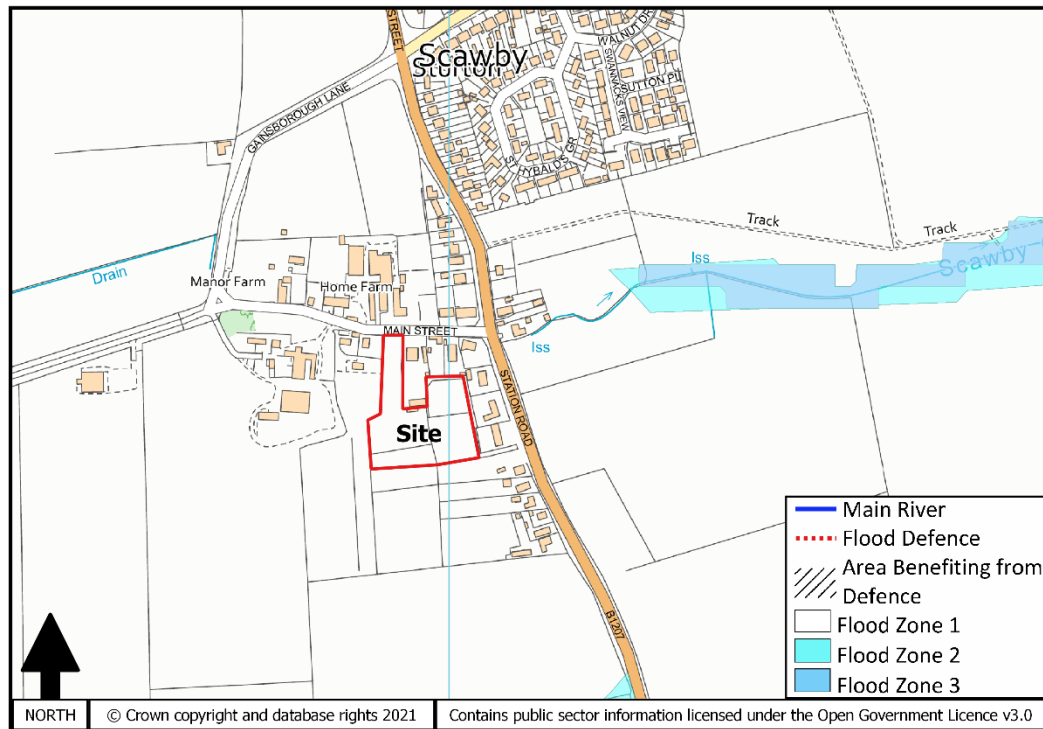 STREET
Scawby
Sturton
WALNUT DR
SWANNACKS VIEW
SUTTON PIT
GAINSBOROUGH LANE
ST HYBALDS GR
Track
Track
Drain
Iss
Scawby
Manor Farm
Home Farm
MAIN STREET
Iss
STATION ROAD
Site
B1207
Main River
Flood Defence
Area Benefiting from
Defence
Flood Zone 1
Flood Zone 2
Flood Zone 3
NORTH
© Crown copyright and database rights 2021
Contains public sector information licensed under the Open Government Licence v3.0